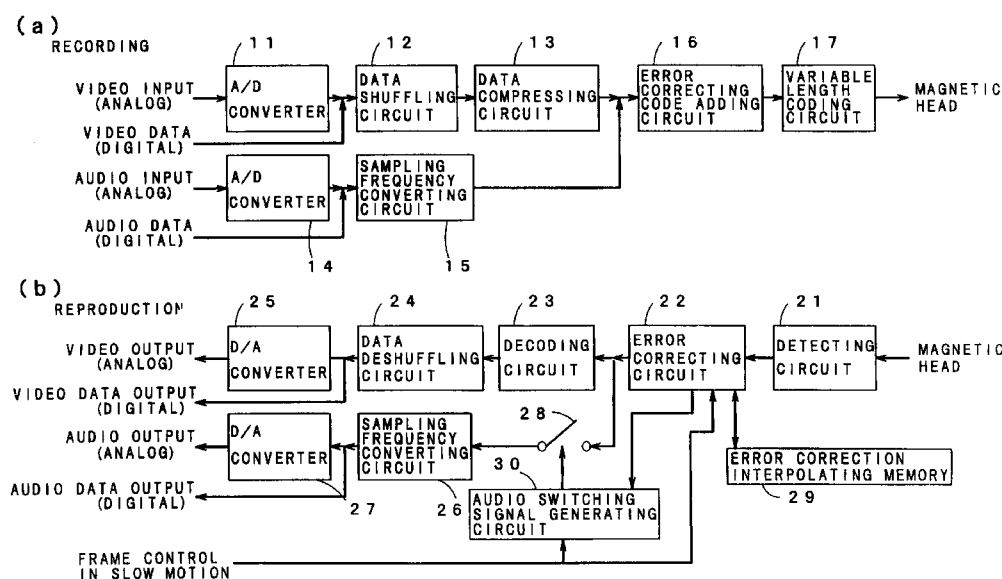 (a)
RECORDING
11
12
13
16
17
VIDEO INPUT
(ANALOG)
A/D
CONVERTER
DATA
SHUFFLING
CIRCUIT
DATA
COMPRESSING
CIRCUIT
ERROR
CORRECTING
CODE ADDING
CIRCUIT
VARIABLE
LENGTH
CODING
CIRCUIT
MAGNETIC
HEAD
VIDEO DATA
(DIGITAL)
AUDIO INPUT
(ANALOG)
A/D
CONVERTER
SAMPLING
FREQUENCY
CONVERTING
CIRCUIT
AUDIO DATA
(DIGITAL)
14
15
(b)
REPRODUCTION
25
24
23
22
21
VIDEO OUTPUT
(ANALOG)
D/A
CONVERTER
DATA
DESHUFFLING
CIRCUIT
DECODING
CIRCUIT
ERROR
CORRECTING
CIRCUIT
DETECTING
CIRCUIT
MAGNETIC
HEAD
VIDEO DATA OUTPUT
(DIGITAL)
AUDIO OUTPUT
(ANALOG)
D/A
CONVERTER
SAMPLING
FREQUENCY
CONVERTING
CIRCUIT
28
30
ERROR CORRECTION
INTERPOLATING MEMORY
29
AUDIO DATA OUTPUT
(DIGITAL)
27
26
AUDIO SWITCHING
SIGNAL GENERATING
CIRCUIT
FRAME CONTROL
IN SLOW MOTION